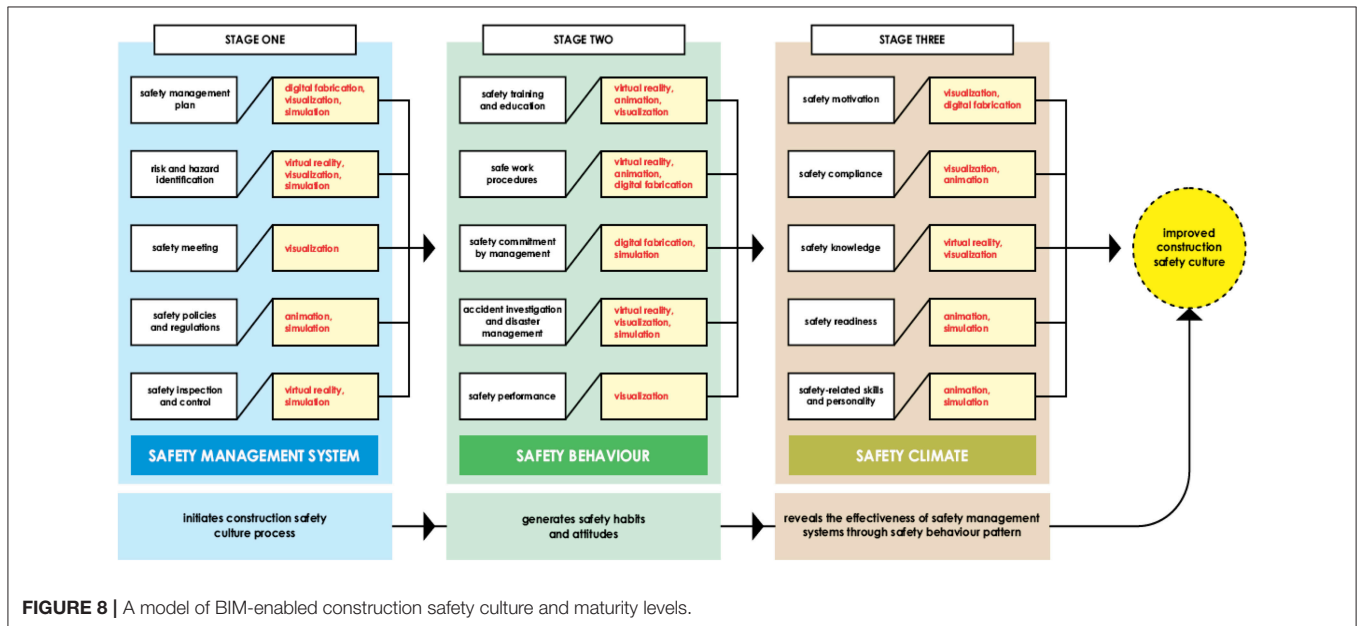 STAGE ONE
safety management
plan
digital fabrication,
visualization,
simulation
risk and hazard
identification
virtual reality,
visualization,
simulation
safety meeting
visualization
safety policies
and regulations
animation,
simulation
safety inspection
and control
virtual reality,
simulation
SAFETY MANAGEMENT SYSTEM
initiates construction safety
culture process
STAGE TWO
safety training
and education
virtual reality,
animation,
visualization
safe work
procedures
virtual reality,
animation,
digital fabrication
safety commitment
by management
digital fabrication,
simulation
accident investigation
and disaster
management
virtual reality,
visualization,
simulation
safety performance
visualization
SAFETY BEHAVIOUR
generates safety habits
and attitudes
STAGE THREE
safety motivation
visualization,
digital fabrication
safety compliance
visualization,
animation
safety knowledge
virtual reality,
visualization
safety readiness
animation,
simulation
safety-related skills
and personality
animation,
simulation
SAFETY CLIMATE
reveals the effectiveness of safety management
systems through safety behaviour pattern
improved
construction
safety culture
FIGURE 8 | A model of BIM-enabled construction safety culture and maturity levels.